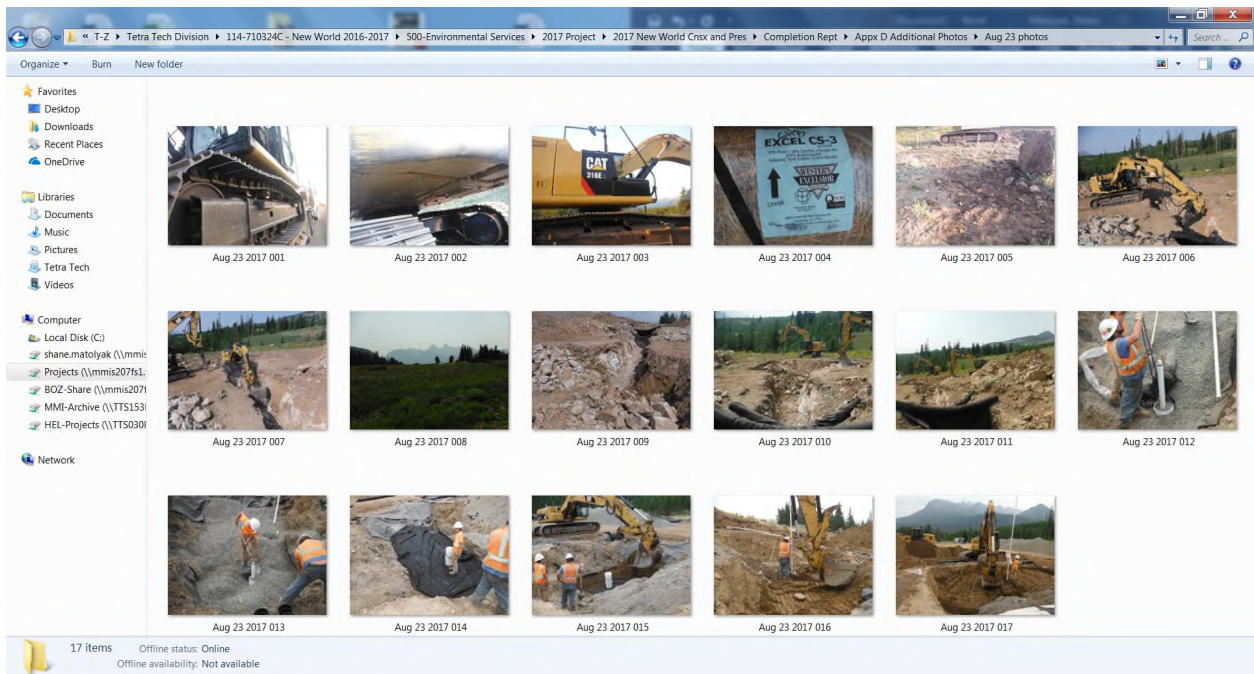 « T-Z ▸ Tetra Tech Division ▸ 114-710324C - New World 2016-2017 ▸ 500-Environmental Services ▸ 2017 Project ▸ 2017 New World Cnsx and Pres ▸ Completion Rept ▸ Appx D Additional Photos ▸ Aug 23 photos
Search ...
Organize Burn New folder
Favorites
Desktop
Downloads
Recent Places
OneDrive
Libraries
Documents
Music
Pictures
Tetra Tech
Videos
Computer
Local Disk (C:)
shane.matolyak (\\mmis
Projects (\\mmis207fs1.
BOZ-Share (\\mmis207f
MMI-Archive (\\TTS153
HEL-Projects (\\TTS030
Network
CAT
316E
EXCEL CS-3
WESTERN
EXCELSIOR
Aug 23 2017 001
Aug 23 2017 002
Aug 23 2017 003
Aug 23 2017 004
Aug 23 2017 005
Aug 23 2017 006
Aug 23 2017 007
Aug 23 2017 008
Aug 23 2017 009
Aug 23 2017 010
Aug 23 2017 011
Aug 23 2017 012
Aug 23 2017 013
Aug 23 2017 014
Aug 23 2017 015
Aug 23 2017 016
Aug 23 2017 017
17 items Offline status: Online
Offline availability: Not available